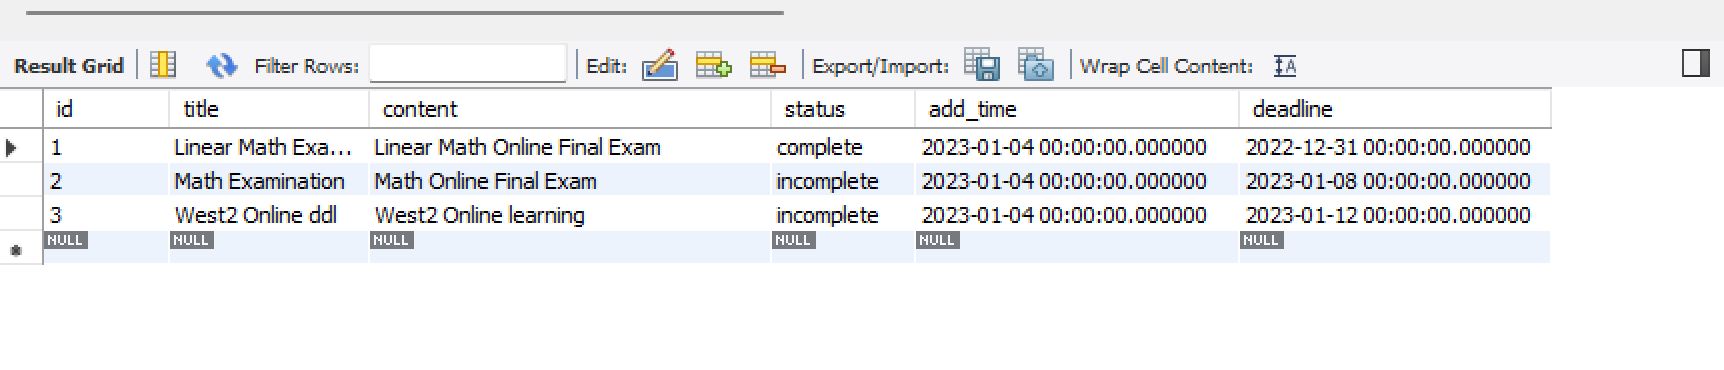 Result Grid Filter Rows: Edit: Export/Import: Wrap Cell Content: IA
id title content status add_time deadline
1 Linear Math Exa... Linear Math Online Final Exam complete 2023-01-04 00:00:00.000000 2022-12-31 00:00:00.000000
2 Math Examination Math Online Final Exam incomplete 2023-01-04 00:00:00.000000 2023-01-08 00:00:00.000000
3 West2 Online ddl West2 Online learning incomplete 2023-01-04 00:00:00.000000 2023-01-12 00:00:00.000000
NULL NULL NULL NULL NULL NULL